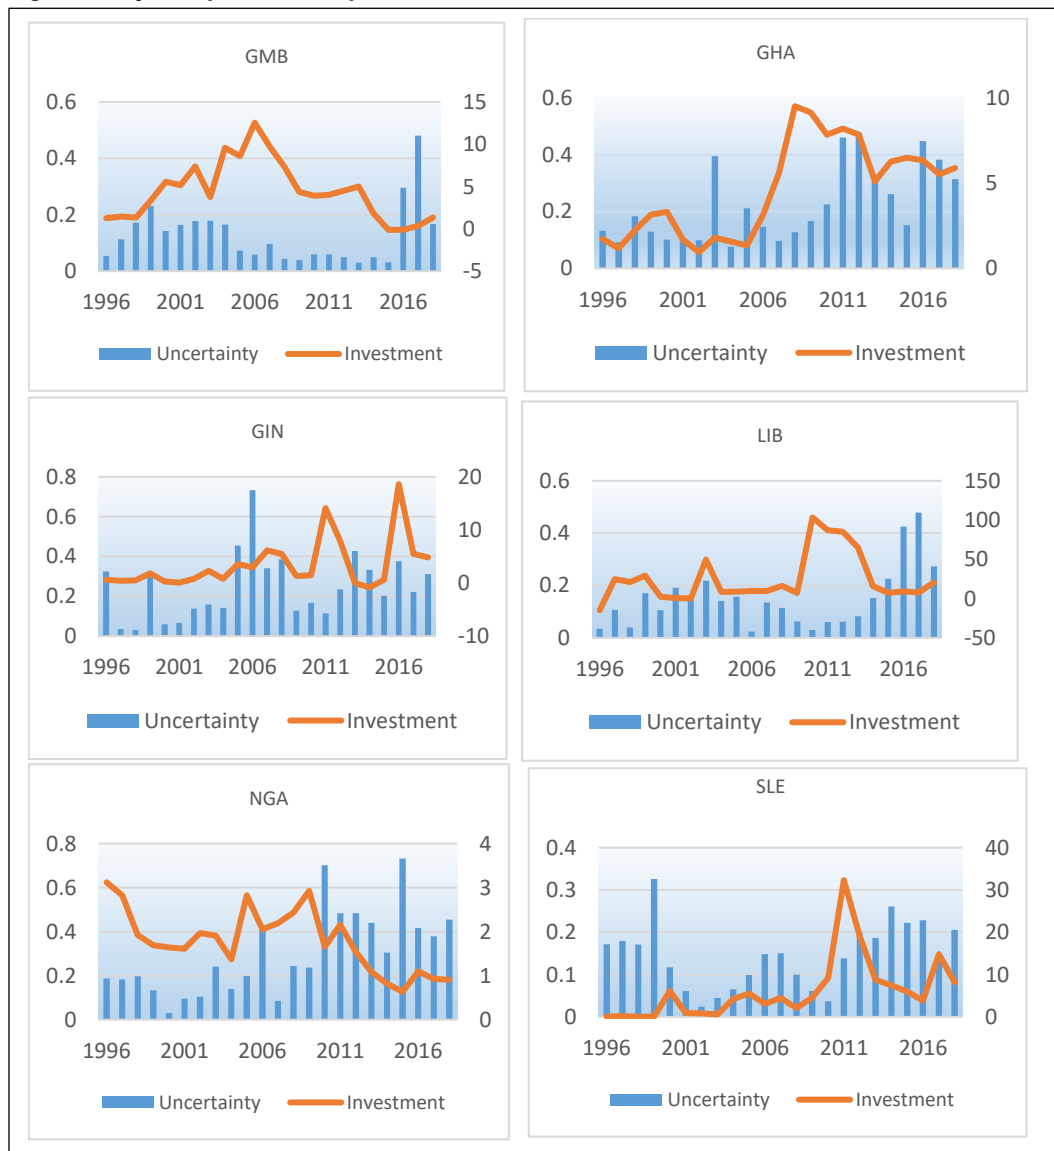 GMB
0.6 15
0.4 10
5
0.2 0
0 -5
1996 2001 2006 2011 2016
Uncertainty Investment
GHA
0.6 10
0.4
5
0.2
0 0
1996 2001 2006 2011 2016
Uncertainty Investment
GIN
0.8 20
0.6 10
0.4
0.2 0
0 -10
1996 2001 2006 2011 2016
Uncertainty Investment
LIB
0.6 150
0.4 100
50
0.2 0
0 -50
1996 2001 2006 2011 2016
Uncertainty Investment
NGA
0.8 4
0.6 3
0.4 2
0.2 1
0 0
1996 2001 2006 2011 2016
Uncertainty Investment
SLE
0.4 40
0.3 30
0.2 20
0.1 10
0 0
1996 2001 2006 2011 2016
Uncertainty Investment